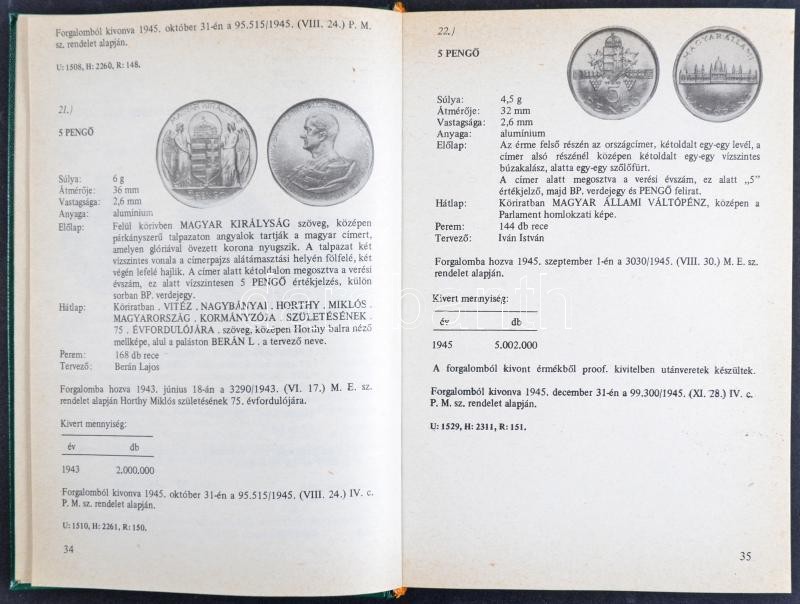 Forgalomból kivonva 1945. október 31-én a 95.515/1945. (VIII. 24.) P. M.
sz. rendelet alapján.
U: 1508, H: 2260, R: 148.
21.)
5 PENGŐ
Súlya: 6 g
Átmérője: 36 mm
Vastagsága: 2,6 mm
Anyaga: alumínium
Előlap: Felül körívben MAGYAR KIRÁLYSÁG szöveg, középen
párkányszerű talpazaton angyalok tartják a magyar címert,
amelyen glóriával övezett korona nyugszik. A talpazat két
vízszintes vonala a címerpajzs alátámasztási helyén fölfelé, két
végén lefelé hajlik. A címer alatt kétoldalon megosztva a verési
évszám, ez alatt vízszintesen 5 PENGŐ értékjelzés, külön
sorban BP. verdejegy.
Hátlap: Köriratban . VITÉZ . NAGYBÁNYAI . HORTHY . MIKLÓS .
MAGYARORSZÁG . KORMÁNYZÓJA . SZÜLETÉSÉNEK .
75 . ÉVFORDULÓJÁRA . szöveg, középen Horthy balra néző
mellképe, alul a paláston BERÁN L . a tervező neve.
Perem: 168 db rece
Tervező: Berán Lajos
Forgalomba hozva 1943. június 18-án a 3290/1943. (VI. 17.) M. E. sz.
rendelet alapján Horthy Miklós születésének 75. évfordulójára.
Kivert mennyiség:
év db
1943 2.000.000
Forgalomból kivonva 1945. október 31-én a 95.515/1945. (VIII. 24.) IV. c.
P. M. sz. rendelet alapján.
U: 1510, H: 2261, R: 150.
34
22.)
5 PENGŐ
MAGYAR ÁLLAMI
Súlya: 4,5 g
Átmérője: 32 mm
Vastagsága: 2,6 mm
Anyaga: alumínium
Előlap: Az érme felső részén az országcímer, kétoldalt egy-egy levél, a
címer alsó részénél középen kétoldalt egy-egy vízszintes
búzakalász, alatta egy-egy szőlőfürt.
A címer alatt megosztva a verési évszám, ez alatt „5”
értékjelző, majd BP. verdejegy és PENGŐ felirat.
Hátlap: Köriratban MAGYAR ÁLLAMI VÁLTÓPÉNZ, középen a
Parlament homlokzati képe.
Perem: 144 db rece
Tervező: Iván István
Forgalomba hozva 1945. szeptember 1-én a 3030/1945. (VIII. 30.) M. E. sz.
rendelet alapján.
Kivert mennyiség:
év db
1945 5.002.000
A forgalomból kivont érmékből proof. kivitelben utánveretek készültek.
Forgalomból kivonva 1945. december 31-én a 99.300/1945. (XI. 28.) IV. c.
P. M. sz. rendelet alapján.
U: 1529, H: 2311, R: 151.
35